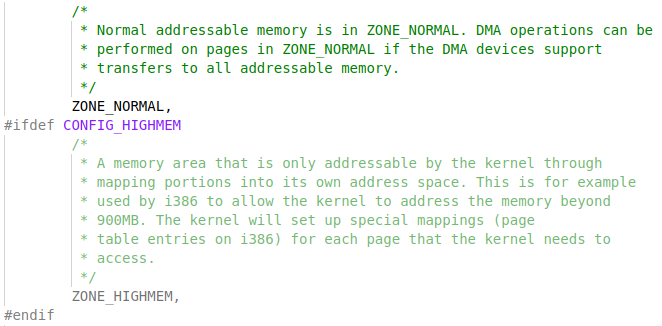 /*
* Normal addressable memory is in ZONE_NORMAL. DMA operations can be
* performed on pages in ZONE_NORMAL if the DMA devices support
* transfers to all addressable memory.
*/
ZONE_NORMAL,
#ifdef CONFIG_HIGHMEM
/*
* A memory area that is only addressable by the kernel through
* mapping portions into its own address space. This is for example
* used by i386 to allow the kernel to address the memory beyond
* 900MB. The kernel will set up special mappings (page
* table entries on i386) for each page that the kernel needs to
* access.
*/
ZONE_HIGHMEM,
#endif